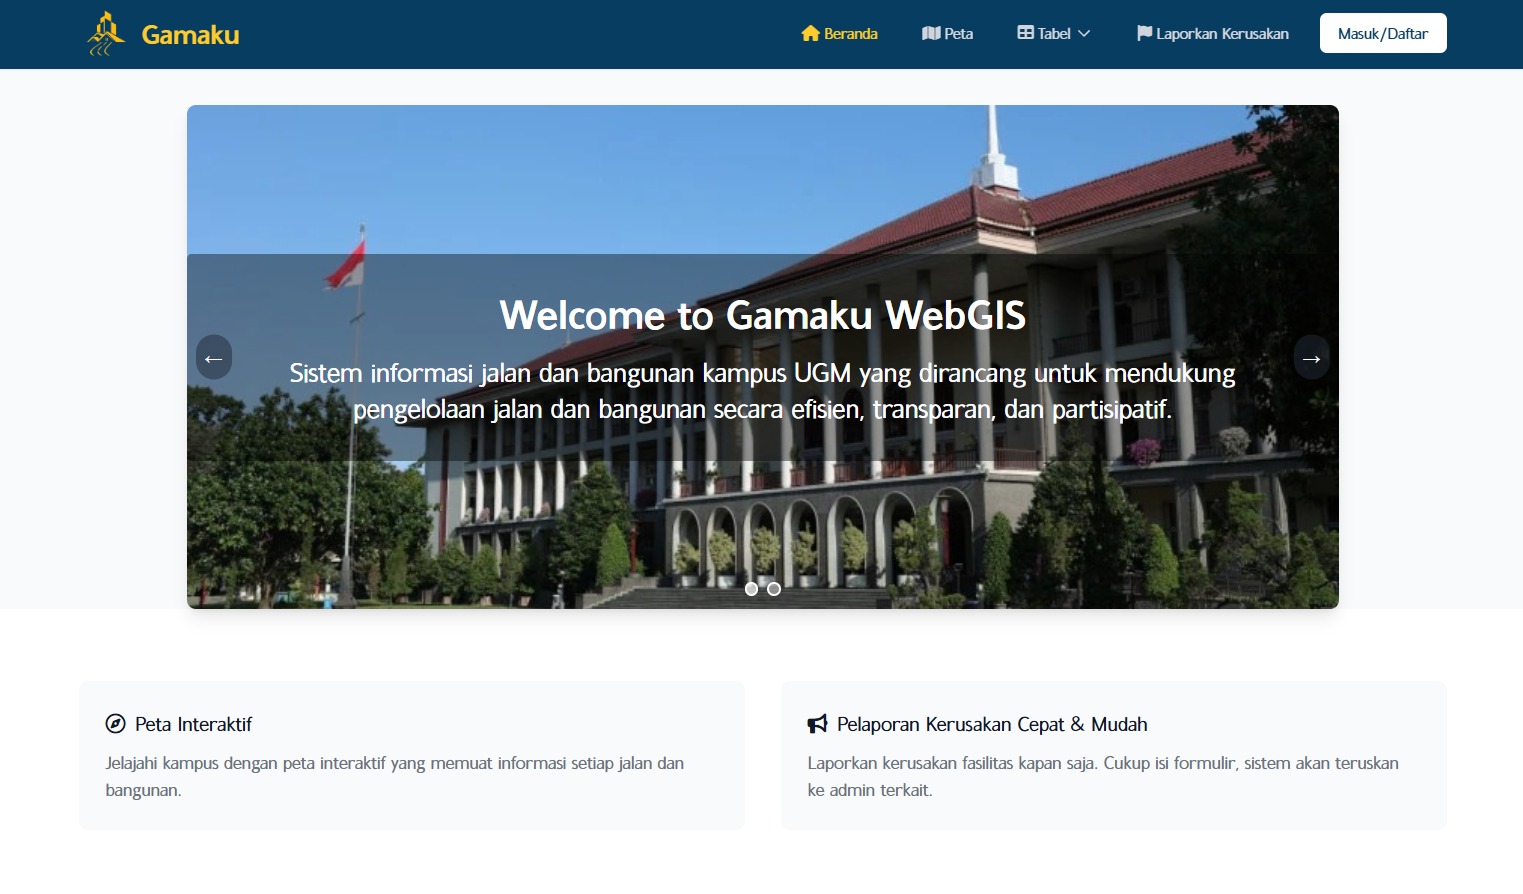 Gamaku
Beranda
Peta
Tabel
Laporkan Kerusakan
Masuk/Daftar
Welcome to Gamaku WebGIS
Sistem informasi jalan dan bangunan kampus UGM yang dirancang untuk mendukung
pengelolaan jalan dan bangunan secara efisien, transparan, dan partisipatif.
Peta Interaktif
Jelajahi kampus dengan peta interaktif yang memuat informasi setiap jalan dan
bangunan.
Pelaporan Kerusakan Cepat & Mudah
Laporkan kerusakan fasilitas kapan saja. Cukup isi formulir, sistem akan teruskan
ke admin terkait.